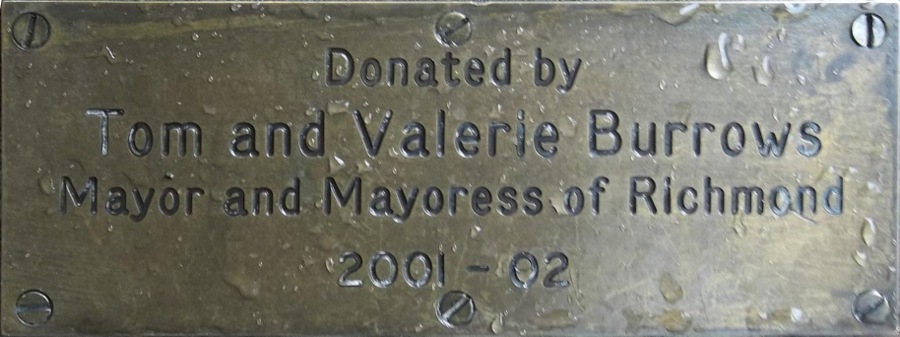 Donated by
Tom and Valerie Burrows
Mayor and Mayoress of Richmond
2001 - 02